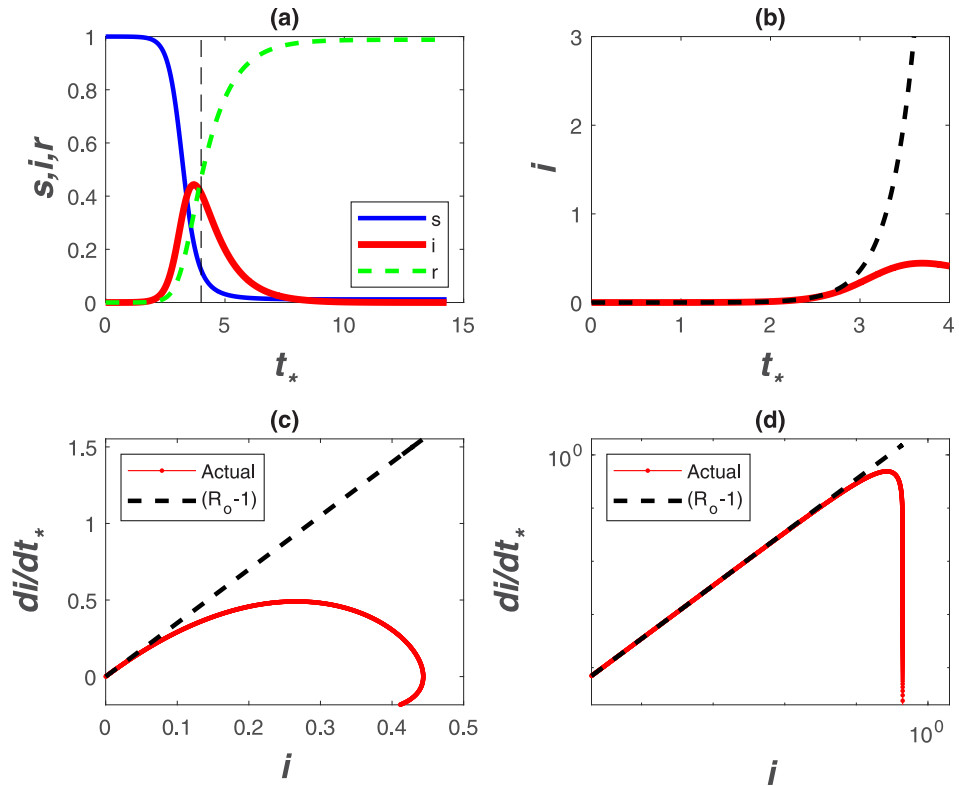 (a)
1
0.8
0.6
0.4
0.2
0
s,i,r
0 5 10 15
t*
s
i
r
(b)
3
2
1
0
i
0 1 2 3 4
t*
(c)
1.5
1
0.5
0
di/dt*
0 0.1 0.2 0.3 0.4 0.5
i
Actual
(Ro-1)
(d)
10^0
di/dt*
10^0
i
Actual
(Ro-1)